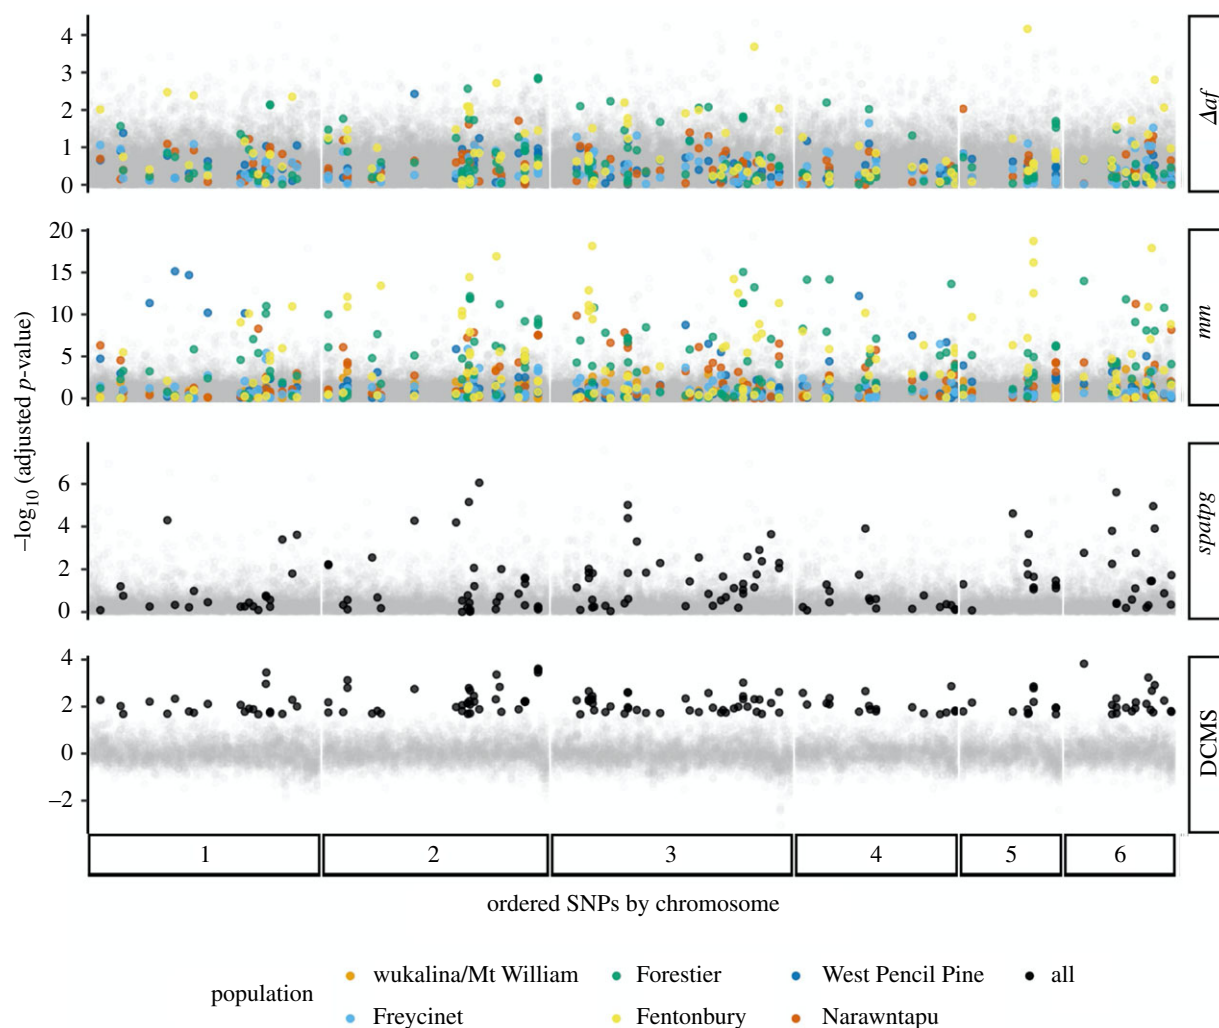 4
3
2
1
0
Δaf
20
15
10
5
0
mm
6
4
2
0
spatpg
4
2
0
–2
DCMS
–log10 (adjusted p-value)
1 2 3 4 5 6
ordered SNPs by chromosome
population
wukalina/Mt William Forestier West Pencil Pine all
Freycinet Fentonbury Narawntapu